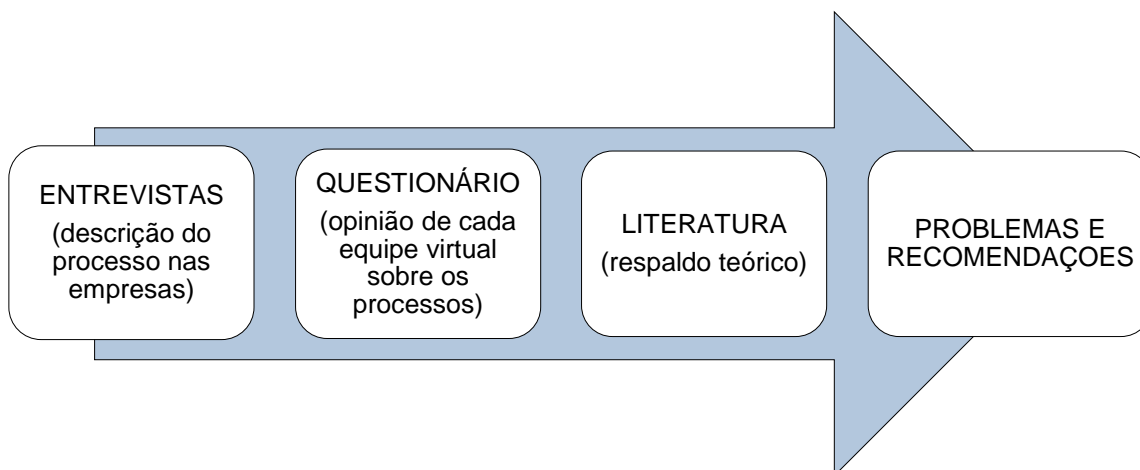 ENTREVISTAS
(descrição do
processo nas
empresas)
QUESTIONÁRIO
(opinião de cada
equipe virtual
sobre os
processos)
LITERATURA
(respaldo teórico)
PROBLEMAS E
RECOMENDAÇOES